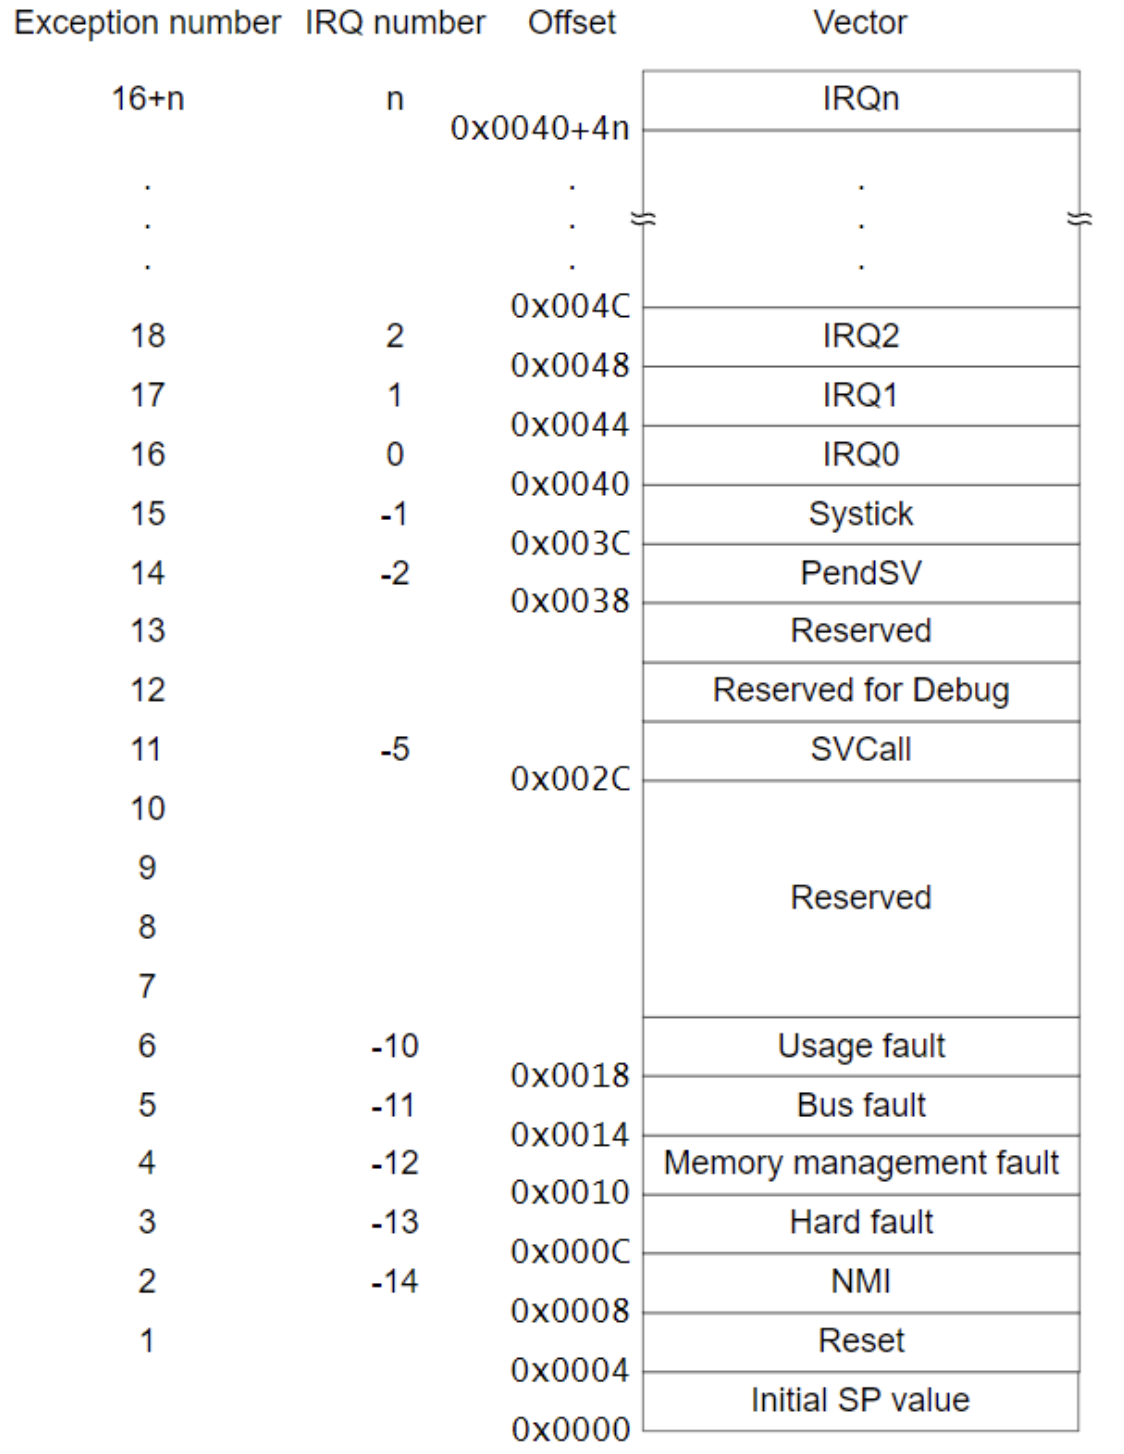 Exception number IRQ number Offset Vector
16+n n IRQn
0x0040+4n
. . .
. . .
. . .
0x004C
18 2 IRQ2
0x0048
17 1 IRQ1
0x0044
16 0 IRQ0
0x0040
15 -1 Systick
0x003C
14 -2 PendSV
0x0038
13 Reserved
12 Reserved for Debug
11 -5 SVCall
0x002C
10
9
Reserved
8
7
6 -10 Usage fault
0x0018
5 -11 Bus fault
0x0014
4 -12 Memory management fault
0x0010
3 -13 Hard fault
0x000C
2 -14 NMI
0x0008
1 Reset
0x0004
Initial SP value
0x0000